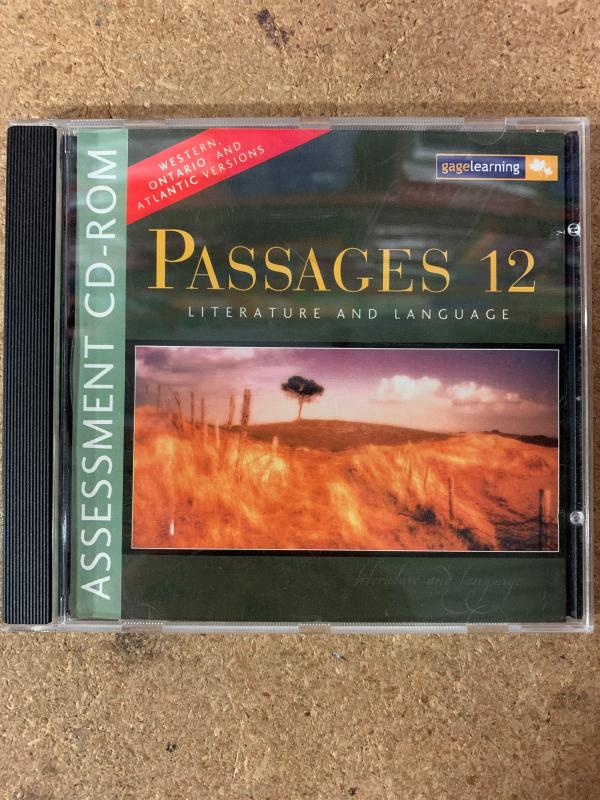 WESTERN,
ONTARIO, AND
ATLANTIC VERSIONS
gagelearning
ASSESSMENT CD-ROM
PASSAGES 12
LITERATURE AND LANGUAGE
literature and language